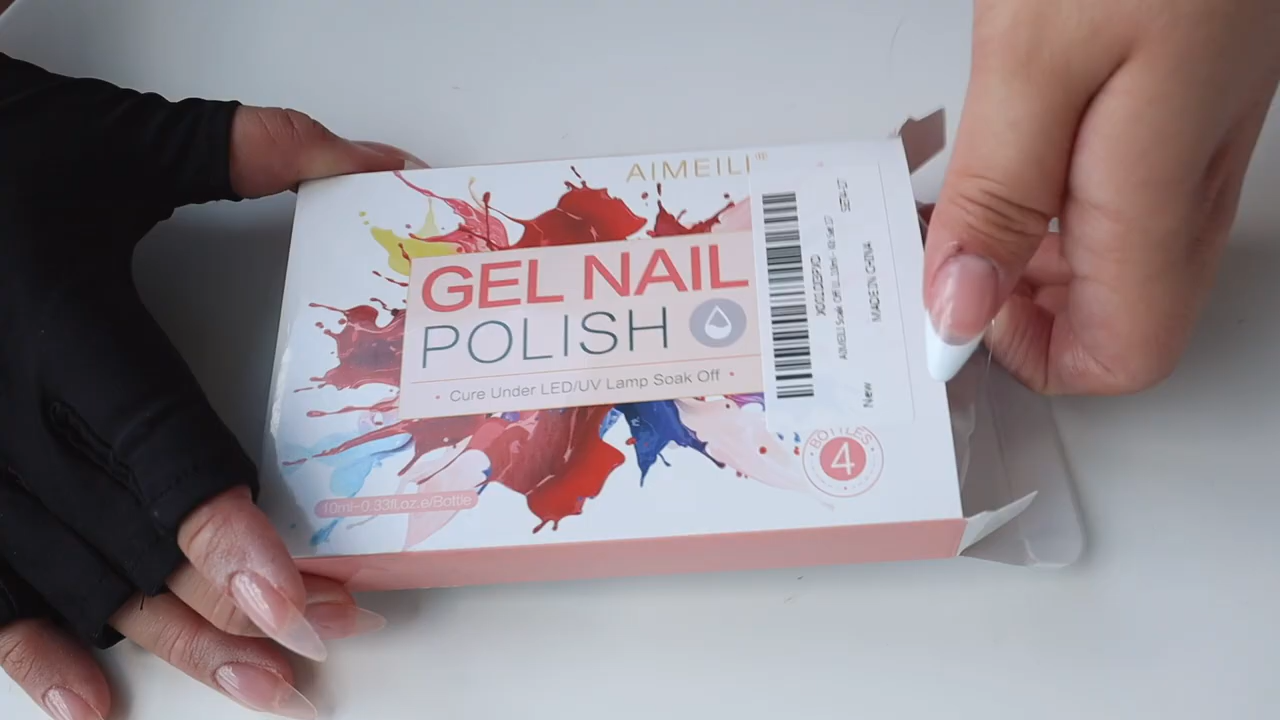 AIMEILI
GEL NAIL
POLISH
Cure Under LED/UV Lamp Soak Off
10ml-0.33fl.oz.e/Bottle
BOTTLES
4
New
MADE IN CHINA